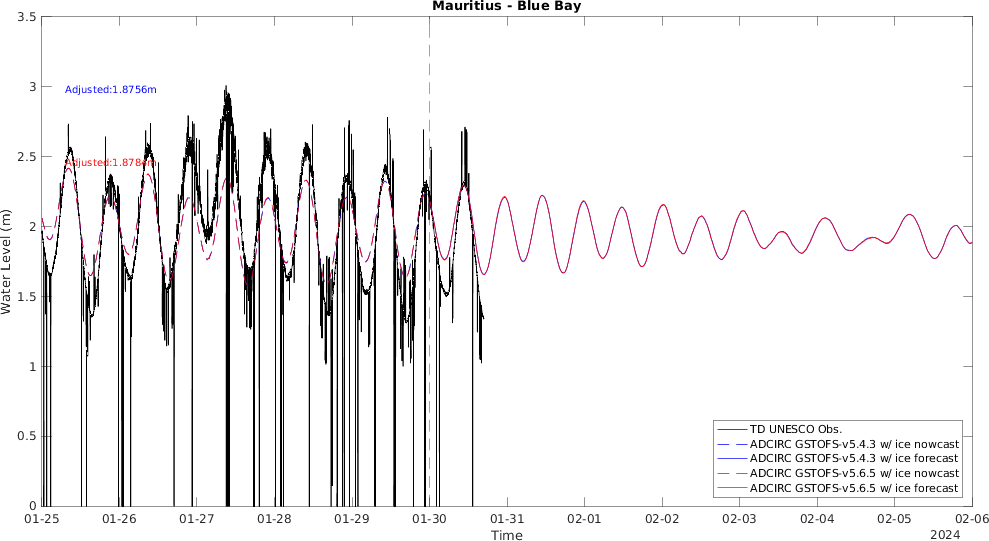 Mauritius - Blue Bay
3.5
3
2.5
2
1.5
1
0.5
0
Water Level (m)
Adjusted:1.8756m
Adjusted:1.8784m
TD UNESCO Obs.
ADCIRC GSTOFS-v5.4.3 w/ ice nowcast
ADCIRC GSTOFS-v5.4.3 w/ ice forecast
ADCIRC GSTOFS-v5.6.5 w/ ice nowcast
ADCIRC GSTOFS-v5.6.5 w/ ice forecast
01-25 01-26 01-27 01-28 01-29 01-30 01-31 02-01 02-02 02-03 02-04 02-05 02-06
Time
2024